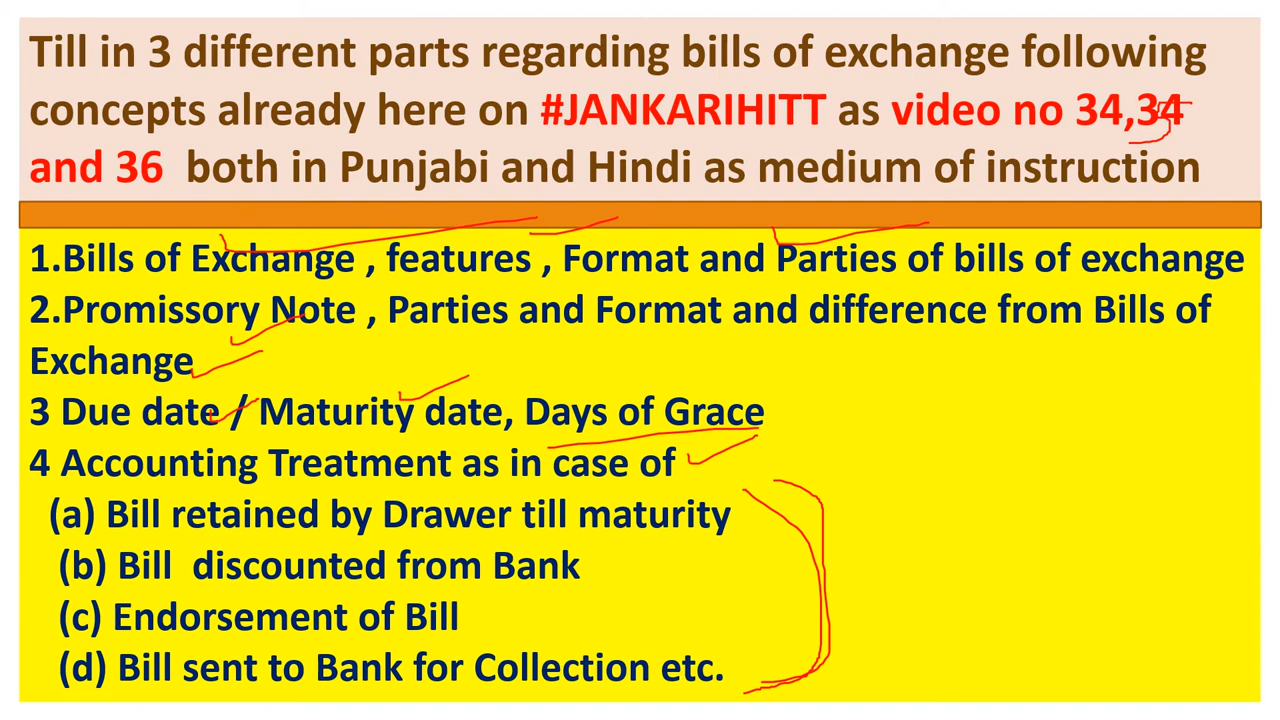 Till in 3 different parts regarding bills of exchange following
concepts already here on #JANKARIHITT as video no 34,34
and 36 both in Punjabi and Hindi as medium of instruction
1.Bills of Exchange , features , Format and Parties of bills of exchange
2.Promissory Note , Parties and Format and difference from Bills of
Exchange
3 Due date / Maturity date, Days of Grace
4 Accounting Treatment as in case of
(a) Bill retained by Drawer till maturity
(b) Bill discounted from Bank
(c) Endorsement of Bill
(d) Bill sent to Bank for Collection etc.